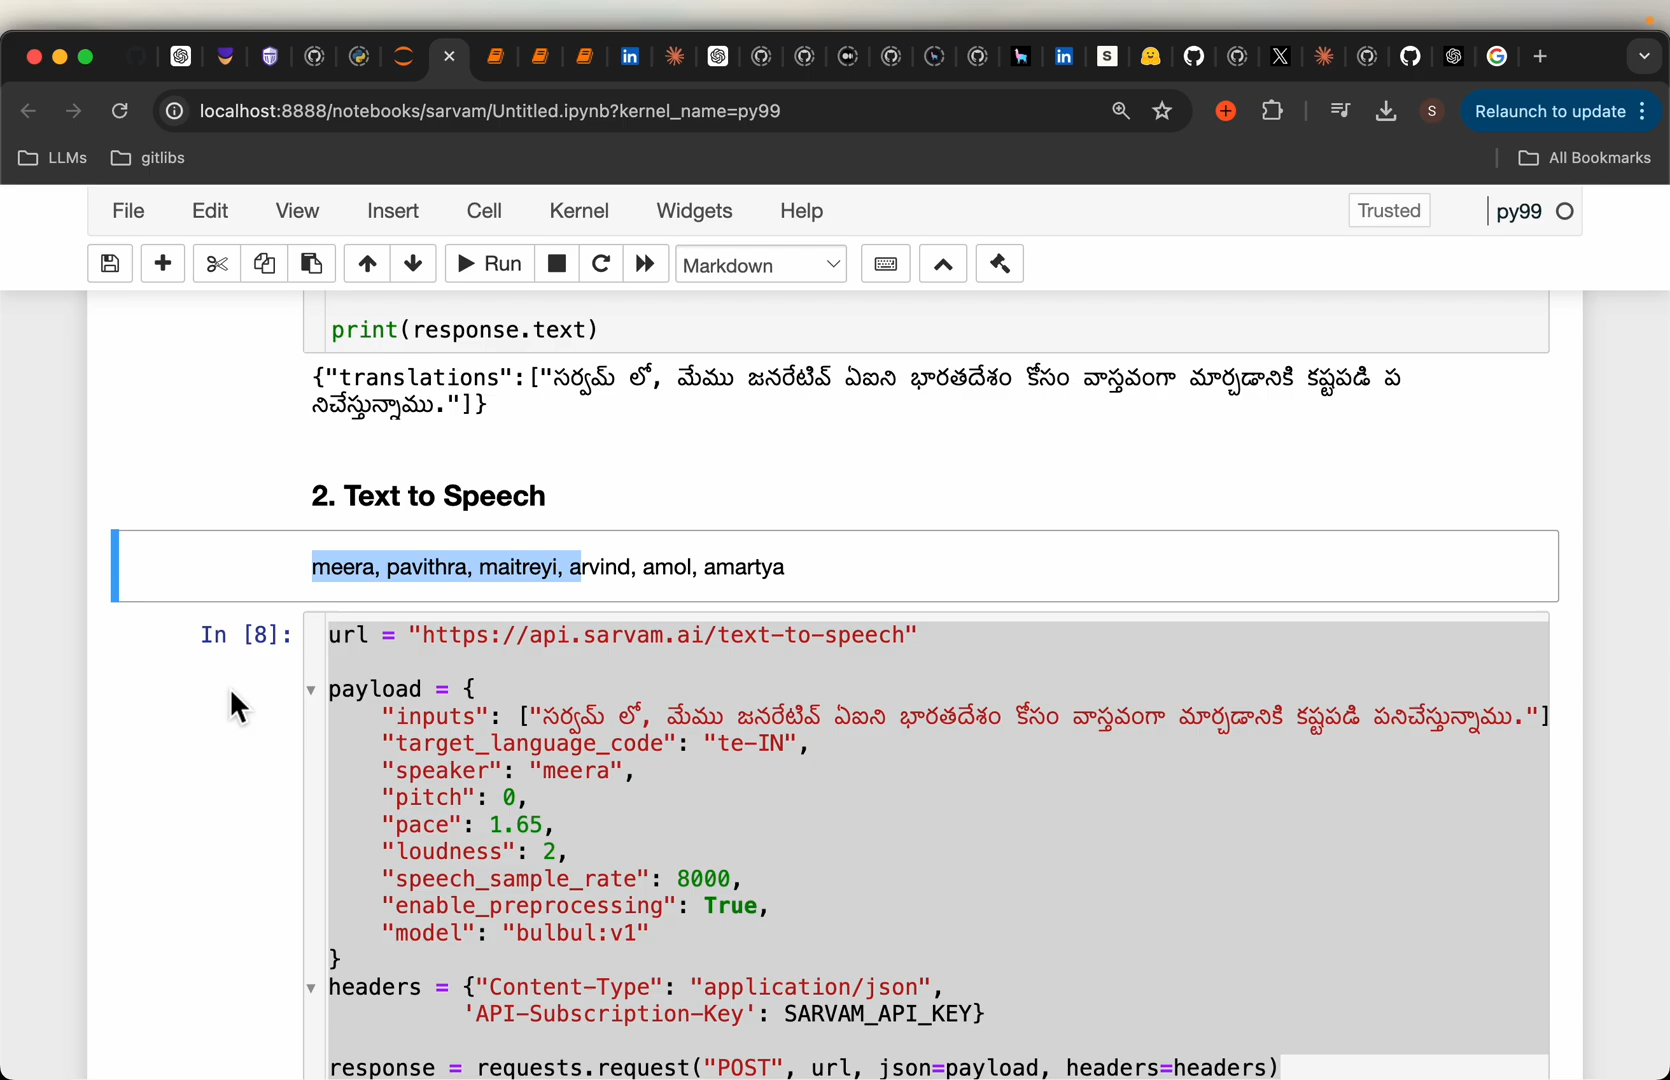 localhost:8888/notebooks/sarvam/Untitled.ipynb?kernel_name=py99
S
Relaunch to update
LLMs
gitlibs
All Bookmarks
File Edit View Insert Cell Kernel Widgets Help
Trusted
py99
Run
Markdown
print(response.text)
{"translations":["సర్వమ్ లో, మేము జనరేటివ్ ఏఐని భారతదేశం కోసం వాస్తవంగా మార్చడానికి కష్టపడి ప
నిచేస్తున్నాము."]}
2. Text to Speech
meera, pavithra, maitreyi, arvind, amol, amartya
In [8]:
url = "https://api.sarvam.ai/text-to-speech"
payload = {
"inputs": ["సర్వమ్ లో, మేము జనరేటివ్ ఏఐని భారతదేశం కోసం వాస్తవంగా మార్చడానికి కష్టపడి పనిచేస్తున్నాము."]
"target_language_code": "te-IN",
"speaker": "meera",
"pitch": 0,
"pace": 1.65,
"loudness": 2,
"speech_sample_rate": 8000,
"enable_preprocessing": True,
"model": "bulbul:v1"
}
headers = {"Content-Type": "application/json",
'API-Subscription-Key': SARVAM_API_KEY}
response = requests.request("POST", url, json=payload, headers=headers)